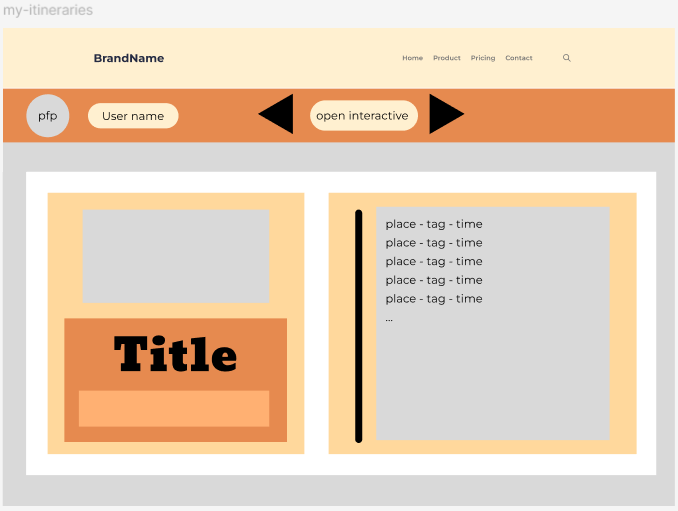 my-itineraries
BrandName
Home Product Pricing Contact
pfp
User name
open interactive
Title
place - tag - time
place - tag - time
place - tag - time
place - tag - time
place - tag - time
...